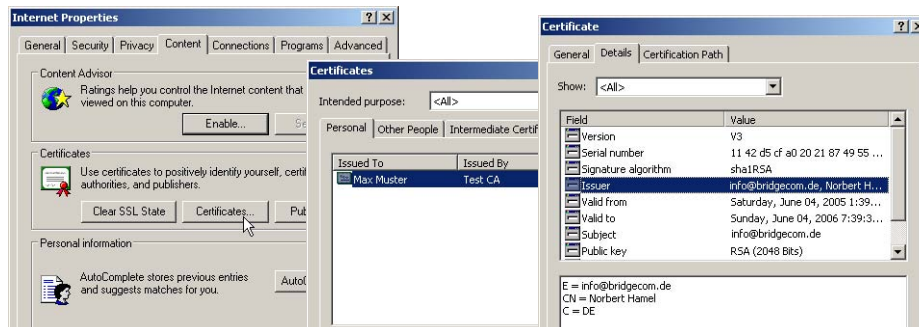 Internet Properties
General Security Privacy Content Connections Programs Advanced
Content Advisor
Ratings help you control the Internet content that
viewed on this computer.
Enable...
Se
Certificates
Use certificates to positively identify yourself, certi
authorities, and publishers.
Clear SSL State Certificates... Pub
Personal information
AutoComplete stores previous entries
and suggests matches for you.
AutoC
Certificates
Intended purpose: <All>
Personal Other People Intermediate Certif
Issued To Issued By
Max Muster Test CA
Certificate
General Details Certification Path
Show: <All>
Field Value
Version V3
Serial number 11 42 d5 cf a0 20 21 87 49 55 ...
Signature algorithm sha1RSA
Issuer info@bridgecom.de, Norbert H...
Valid from Saturday, June 04, 2005 1:39...
Valid to Sunday, June 04, 2006 7:39:3...
Subject info@bridgecom.de
Public key RSA (2048 Bits)
E = info@bridgecom.de
CN = Norbert Hamel
C = DE